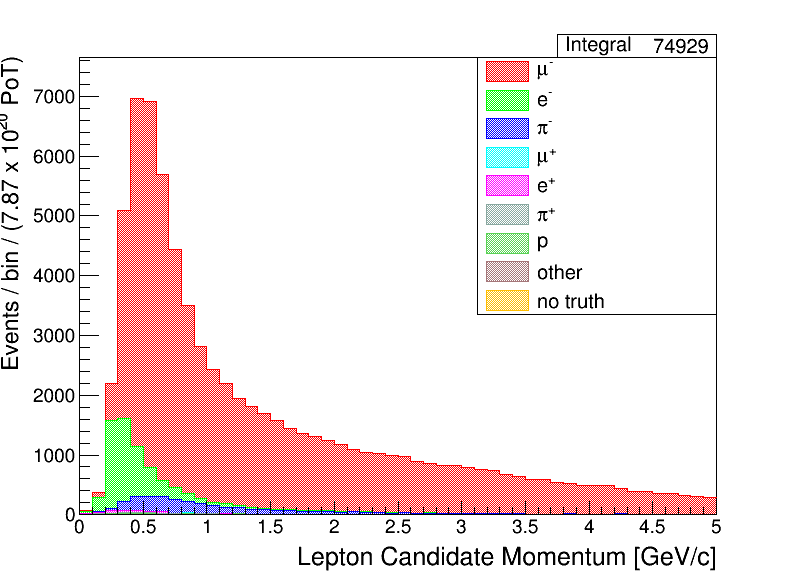 Integral 74929
μ⁻
e⁻
π⁻
μ⁺
e⁺
π⁺
p
other
no truth
Events / bin / (7.87 x 10²⁰ PoT)
7000
6000
5000
4000
3000
2000
1000
0
0 0.5 1 1.5 2 2.5 3 3.5 4 4.5 5
Lepton Candidate Momentum [GeV/c]